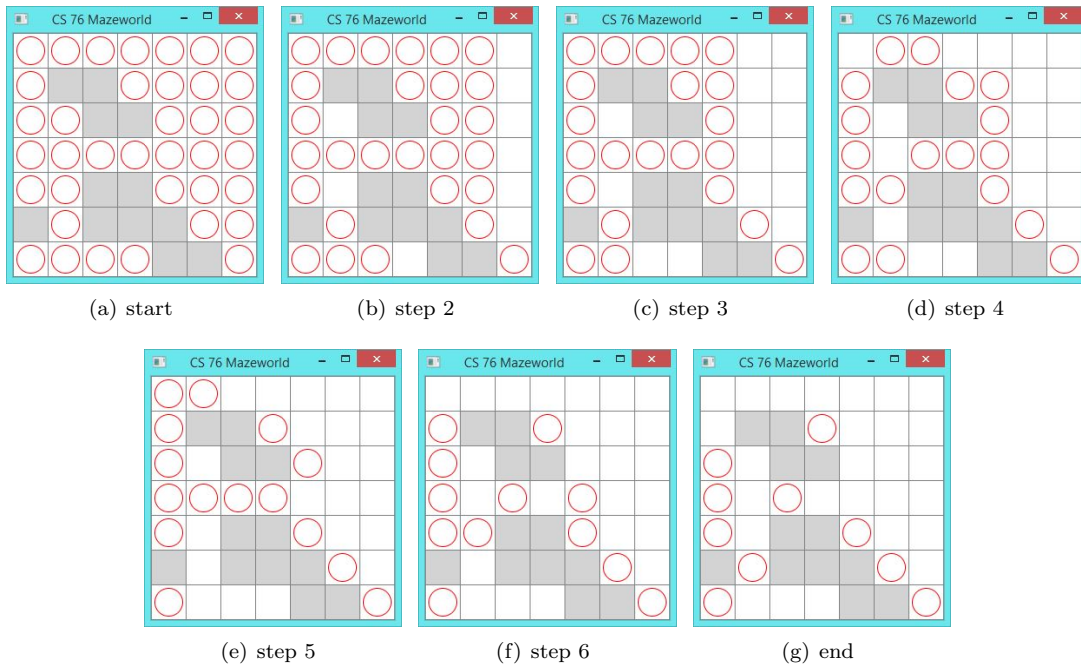 CS 76 Mazeworld
CS 76 Mazeworld
CS 76 Mazeworld
CS 76 Mazeworld
(a) start
(b) step 2
(c) step 3
(d) step 4
CS 76 Mazeworld
CS 76 Mazeworld
CS 76 Mazeworld
(e) step 5
(f) step 6
(g) end